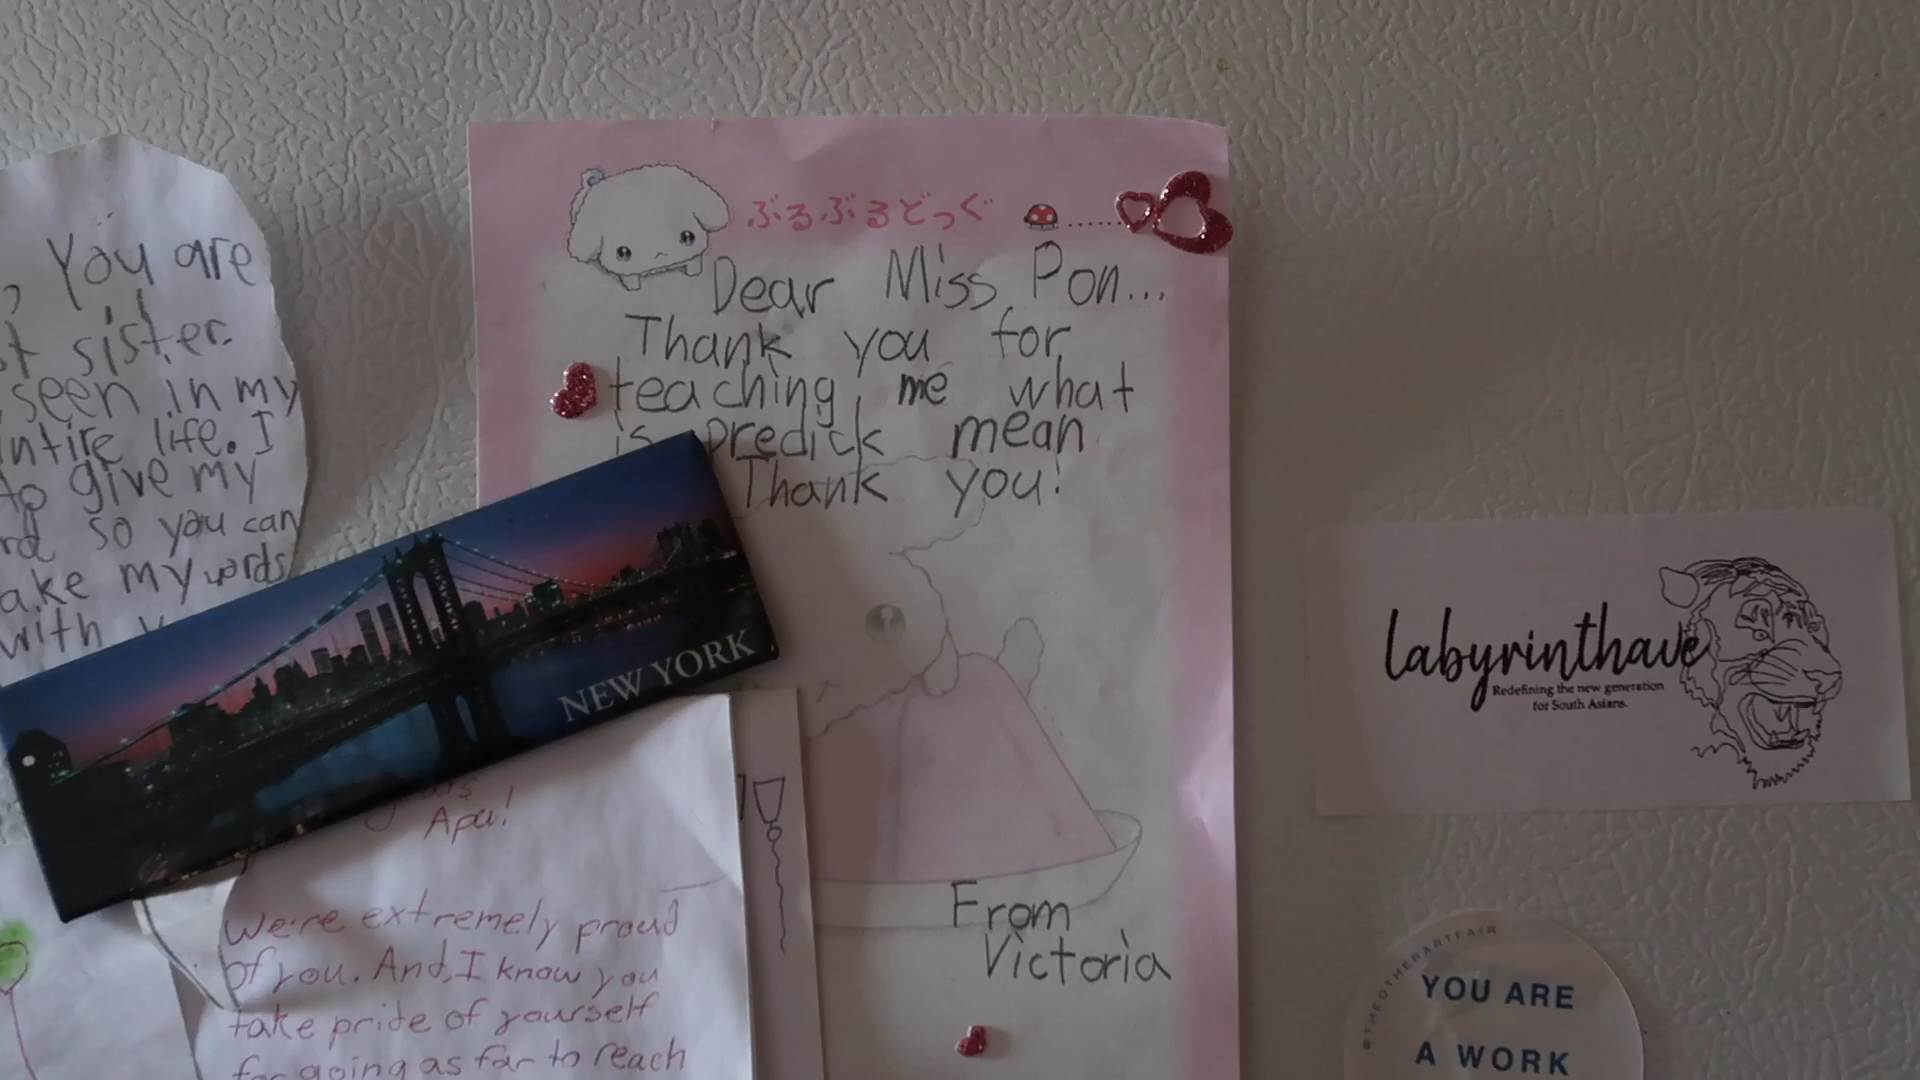 You are
sister.
seen in my
intire life. I
to give my
so you can
my words
with
ぶるぶるどっぐ
Dear Miss Pon...
Thank you for
teaching me what
is predick mean
Thank you!
From
Victoria
NEW YORK
Apu!
We're extremely proud
of you. And, I know you
take pride of yourself
for going as far to reach
labyrinthave
Redefining the new generation
for South Asians.
@THEOTHERARTFAIR
YOU ARE
A WORK